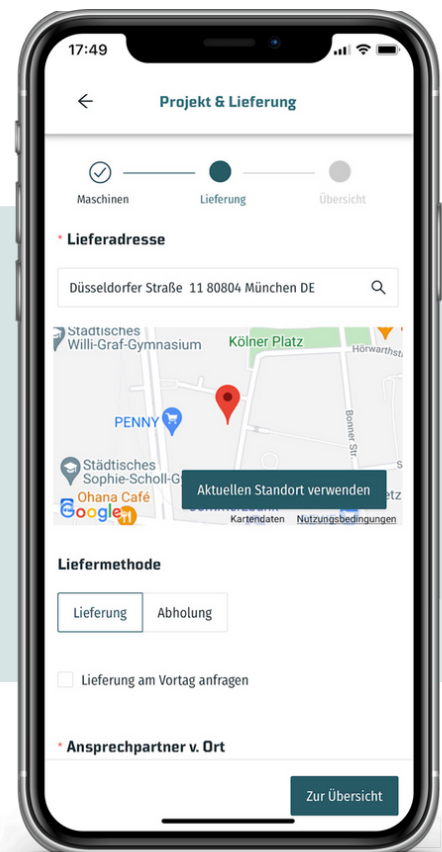 17:49
Projekt & Lieferung
Maschinen
Lieferung
Übersicht
* Lieferadresse
Düsseldorfer Straße 11 80804 München DE
Städtisches
Willi-Graf-Gymnasium
Kölner Platz
Hörwarthstr
PENNY
Bonner Str.
Städtisches
Sophie-Scholl-G
Aktuellen Standort verwenden
Ohana Café
Google
Kartendaten
Nutzungsbedingungen
Liefermethode
Lieferung
Abholung
Lieferung am Vortag anfragen
* Ansprechpartner v. Ort
Zur Übersicht